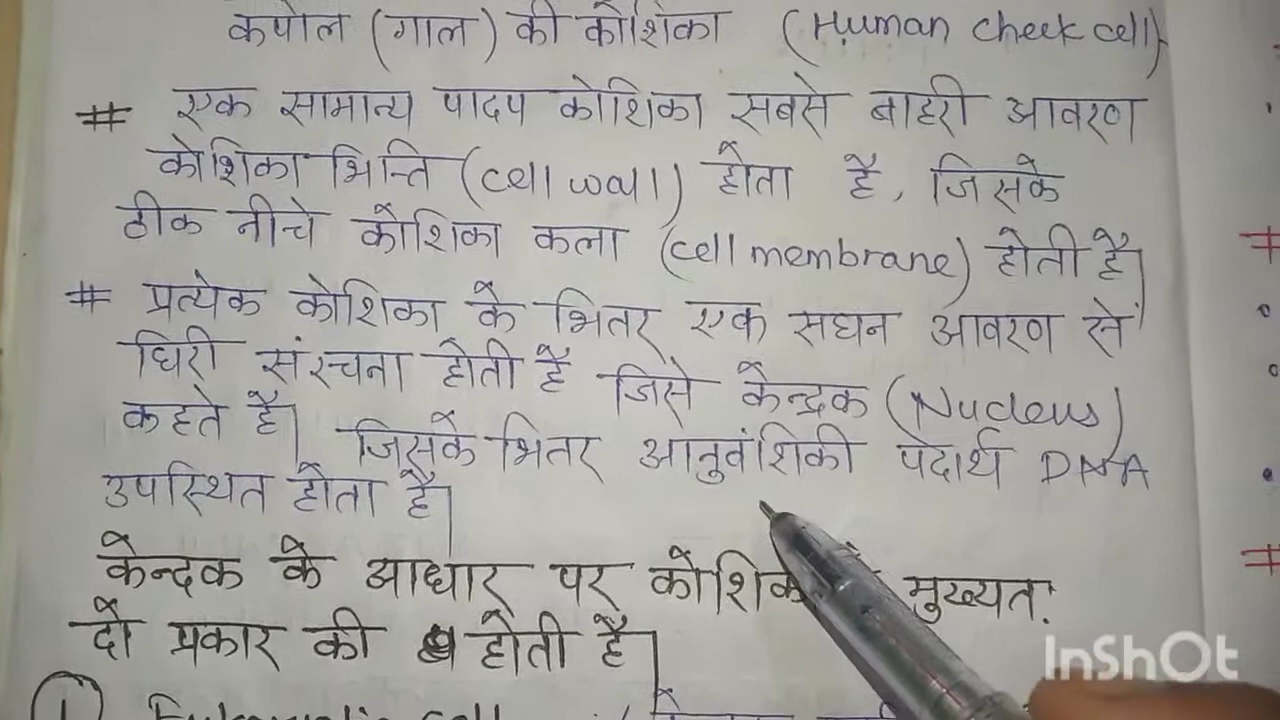 कपोल (गाल) की कोशिका (Human cheek cell)
# एक सामान्य पादप कोशिका सबसे बाहरी आवरण
कोशिका भित्ति (cell wall) होता है, जिसके
ठीक नीचे कोशिका कला (cell membrane) होती है|
# प्रत्येक कोशिका के भितर एक सघन आवरण से
घिरी संरचना होती है जिसे केन्द्रक (Nucleus)
कहते है| जिसके भितर आनुवंशिकी पदार्थ DNA
उपस्थित होता है|
केन्द्रक के आधार पर मुख्यत:
दो प्रकार की होती है|
InShOt